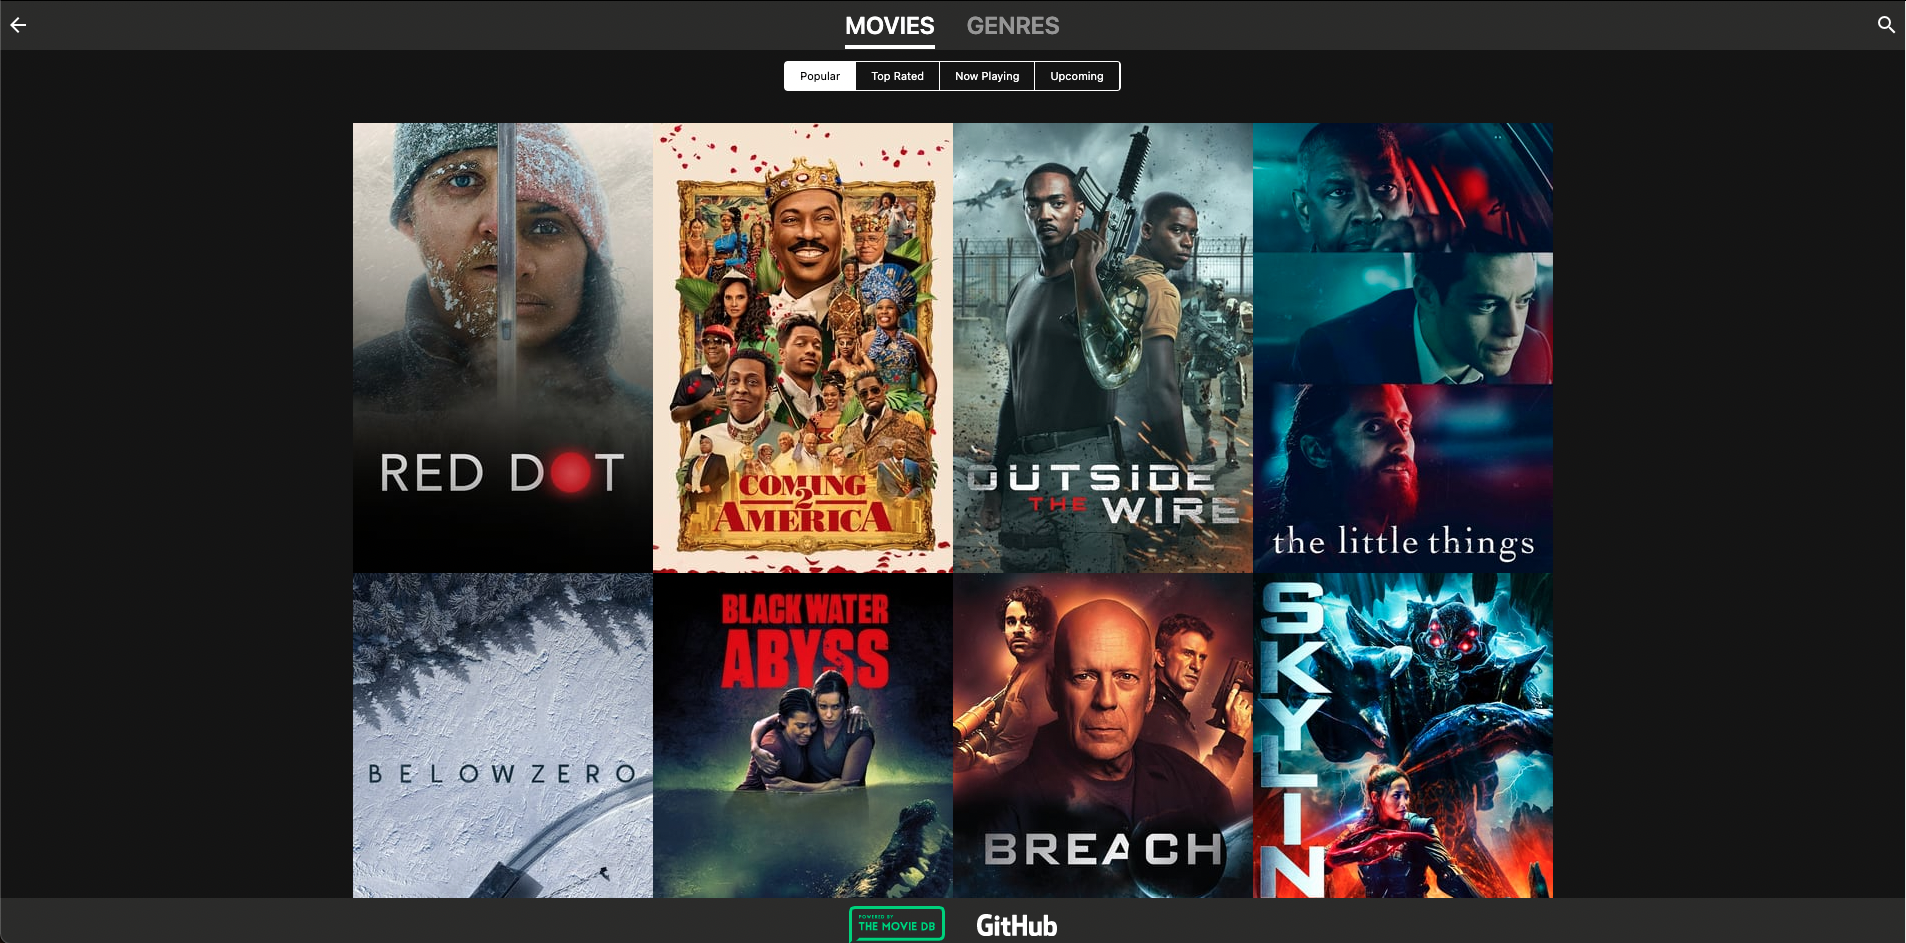 MOVIES GENRES
Popular Top Rated Now Playing Upcoming
RED DOT
COMING
2
AMERICA
OUTSIDE
THE WIRE
the little things
BELOW ZERO
BLACK WATER
ABYSS
BREACH
SKYLIN
POWERED BY
THE MOVIE DB
GitHub